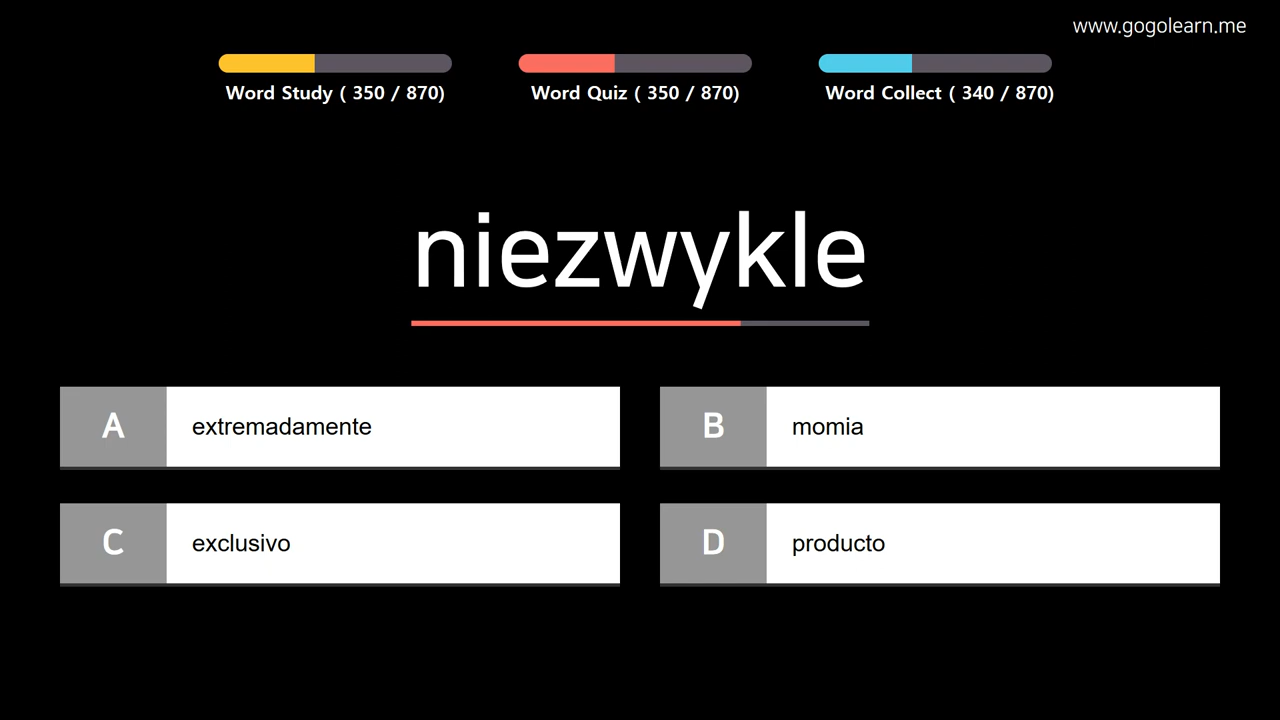 www.gogolearn.me
Word Study ( 350 / 870)
Word Quiz ( 350 / 870)
Word Collect ( 340 / 870)
niezwykle
A extremadamente
B momia
C exclusivo
D producto